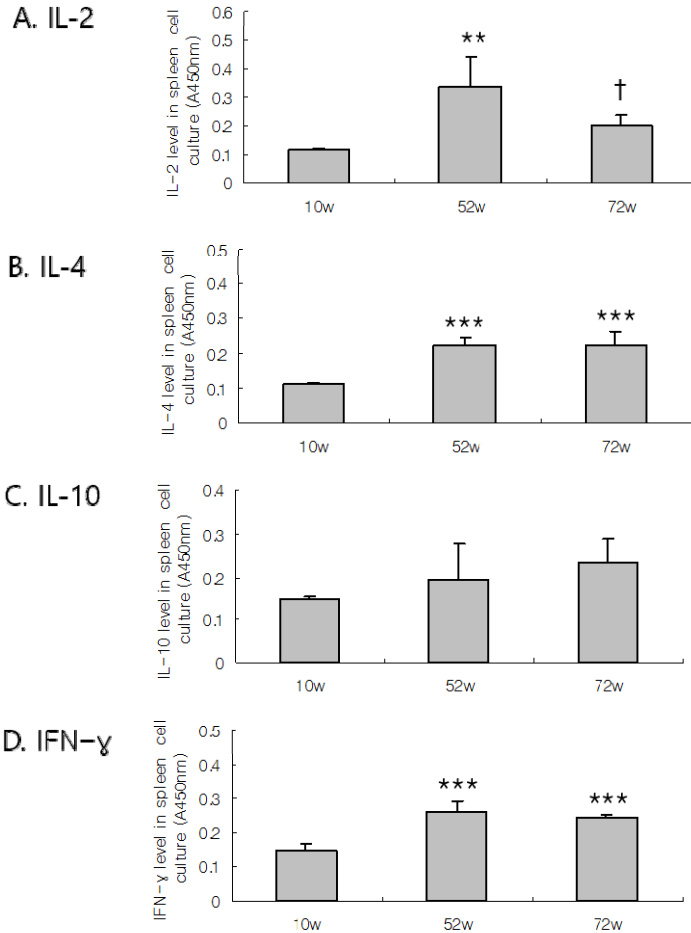 A. IL-2
IL-2 level in spleen cell
culture (A450nm)
0.6
0.5
0.4
0.3
0.2
0.1
0
**
†
10w 52w 72w
B. IL-4
IL-4 level in spleen cell
culture (A450nm)
0.5
0.4
0.3
0.2
0.1
0
*** ***
10w 52w 72w
C. IL-10
IL-10 level in spleen cell
culture (A450nm)
0.4
0.3
0.2
0.1
0
10w 52w 72w
D. IFN-ɣ
IFN-γ level in spleen cell
culture (A450nm)
0.5
0.4
0.3
0.2
0.1
0
*** ***
10w 52w 72w